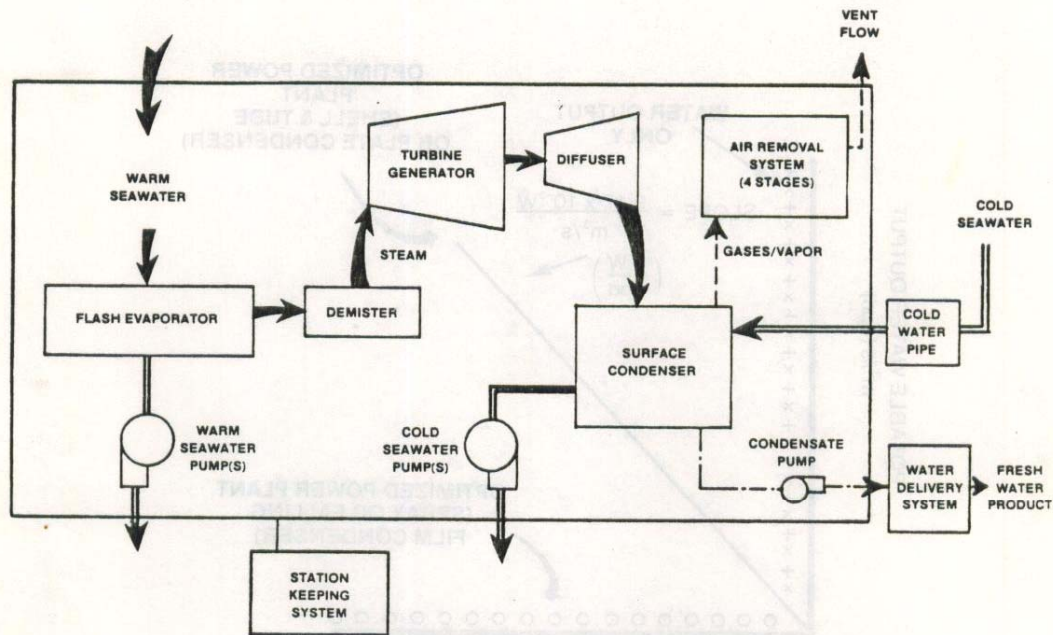 VENT
FLOW
WARM
SEAWATER
TURBINE
GENERATOR
DIFFUSER
AIR REMOVAL
SYSTEM
(4 STAGES)
COLD
SEAWATER
STEAM
GASES/VAPOR
FLASH EVAPORATOR
DEMISTER
SURFACE
CONDENSER
COLD
WATER
PIPE
WARM
SEAWATER
PUMP(S)
COLD
SEAWATER
PUMP(S)
CONDENSATE
PUMP
WATER
DELIVERY
SYSTEM
FRESH
WATER
PRODUCT
STATION
KEEPING
SYSTEM